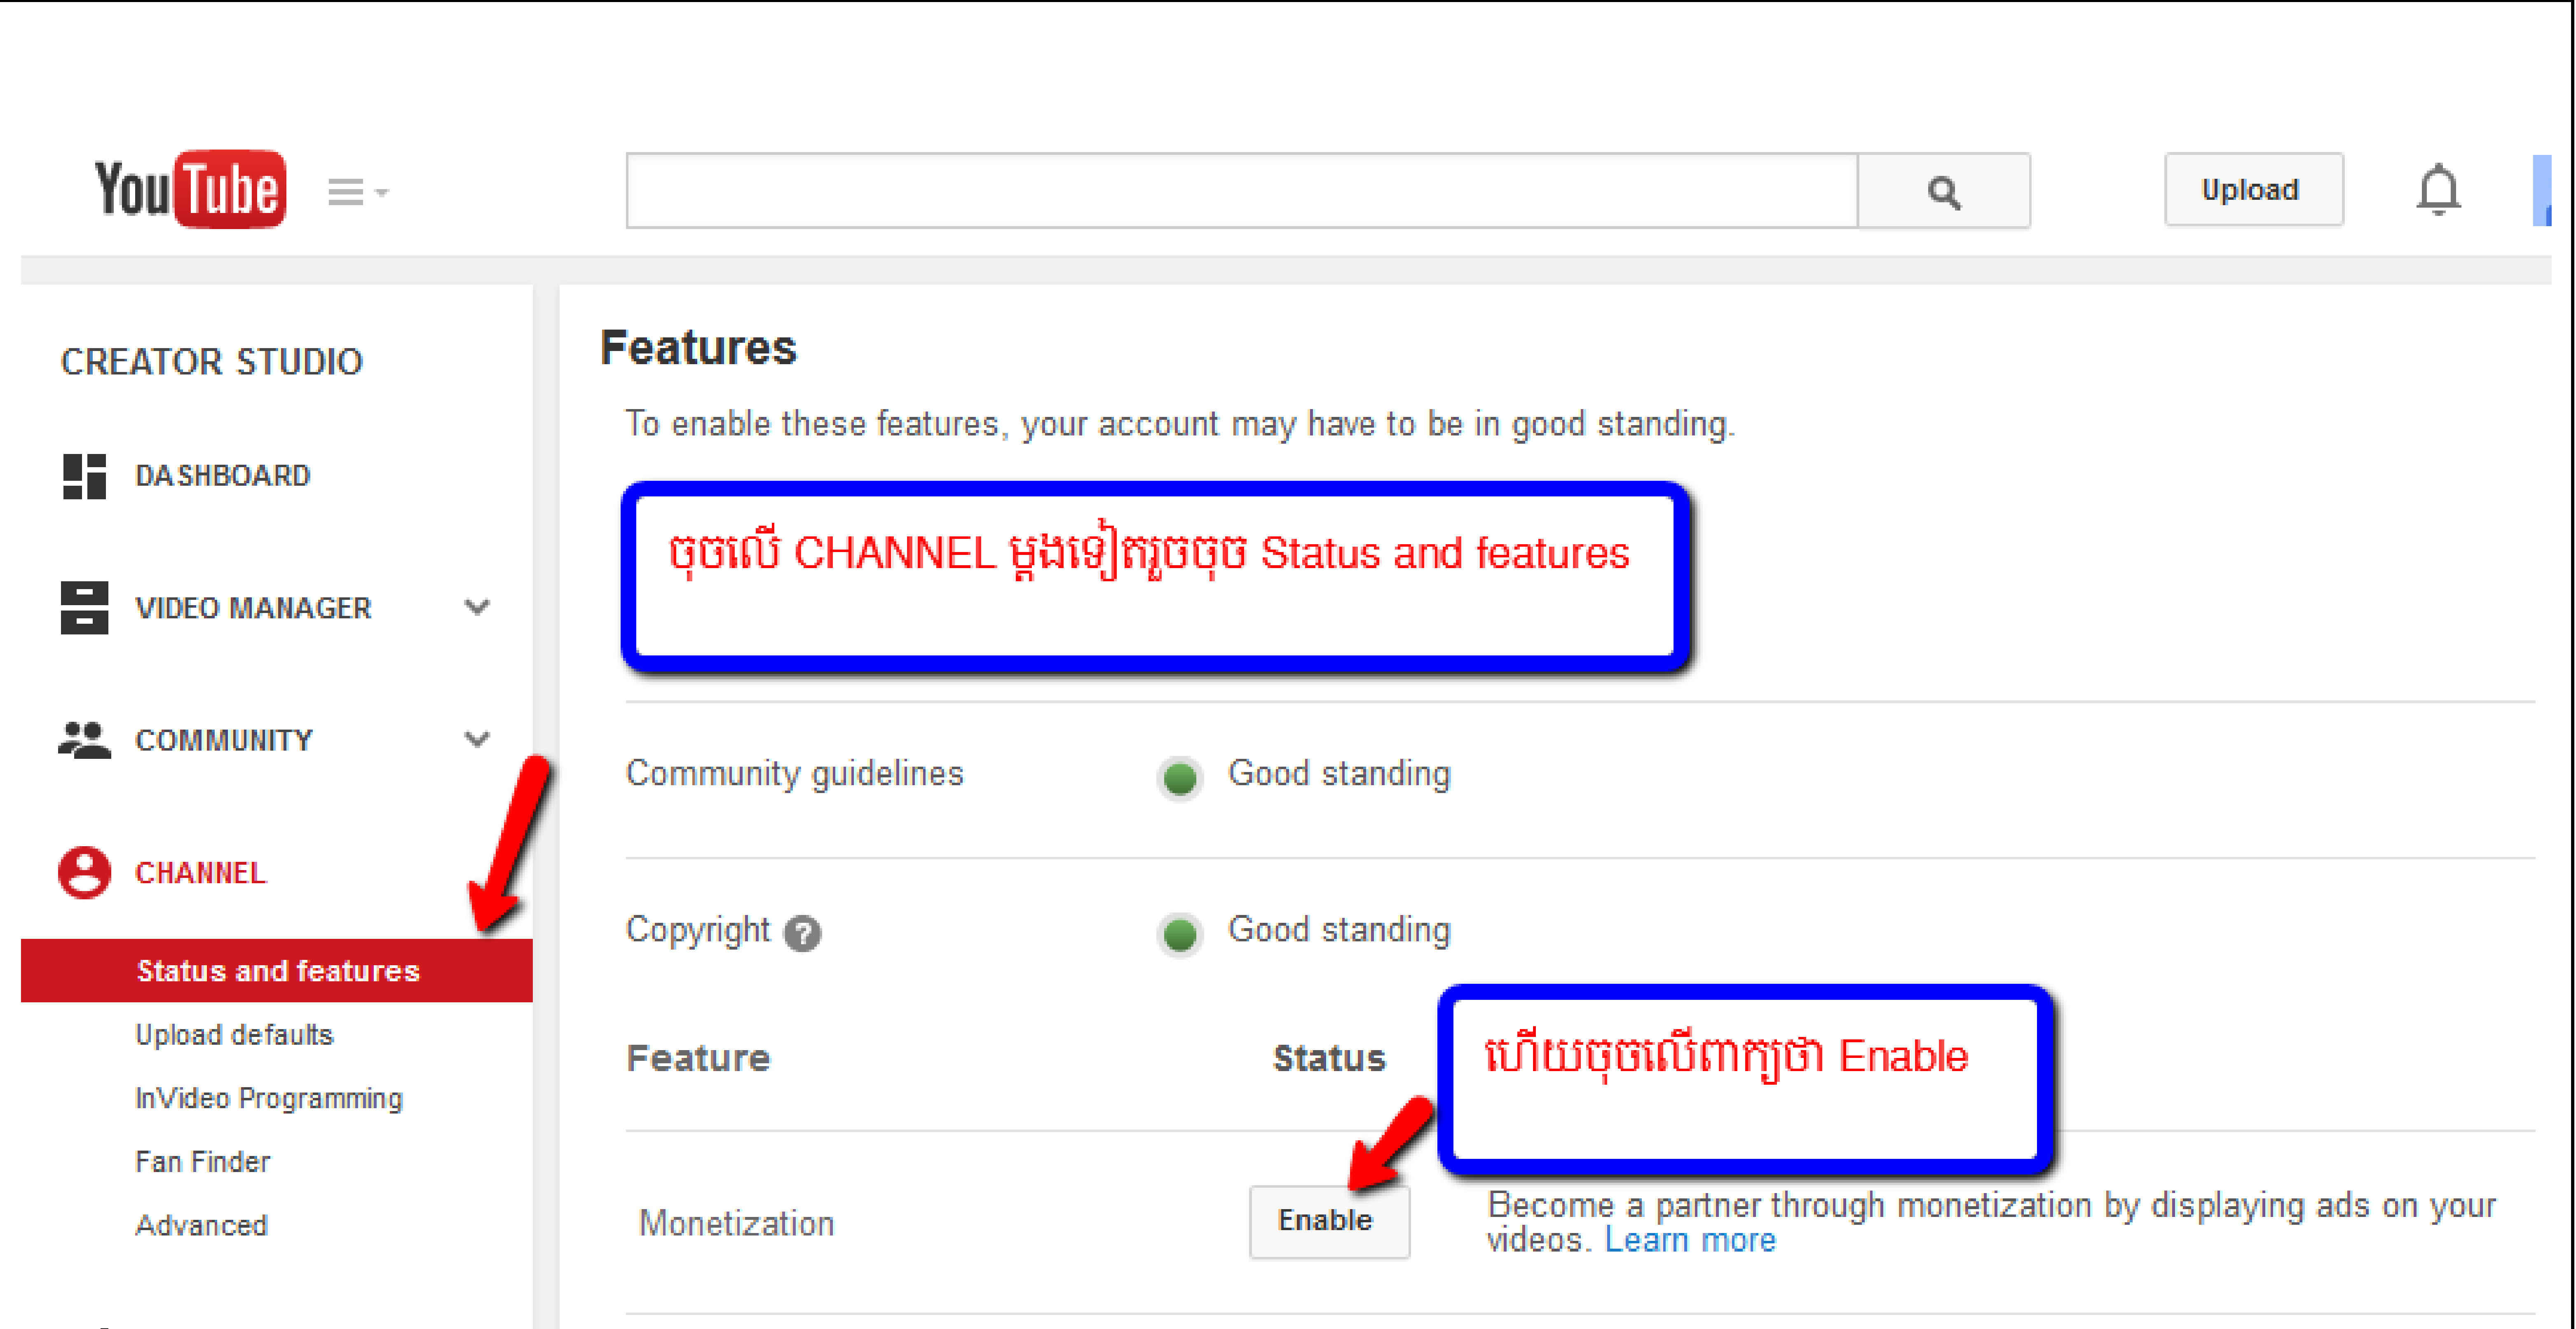 YouTube
Upload
CREATOR STUDIO
DASHBOARD
VIDEO MANAGER
COMMUNITY
CHANNEL
Status and features
Upload defaults
InVideo Programming
Fan Finder
Advanced
Features
To enable these features, your account may have to be in good standing.
ចុចលើ CHANNEL ម្តងទៀតរួចចុច Status and features
Community guidelines Good standing
Copyright ? Good standing
Feature Status
ហើយចុចលើពាក្យថា Enable
Monetization Enable Become a partner through monetization by displaying ads on your
videos. Learn more